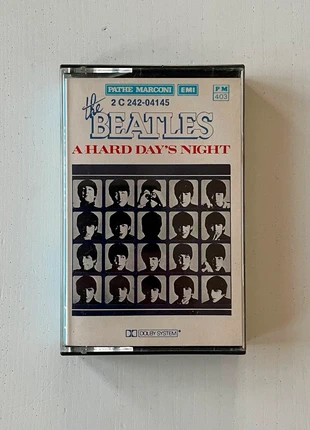 PATHE MARCONI EMI PM
2 C 242-04145 403
the
BEATLES
A HARD DAY'S NIGHT
DOLBY SYSTEM